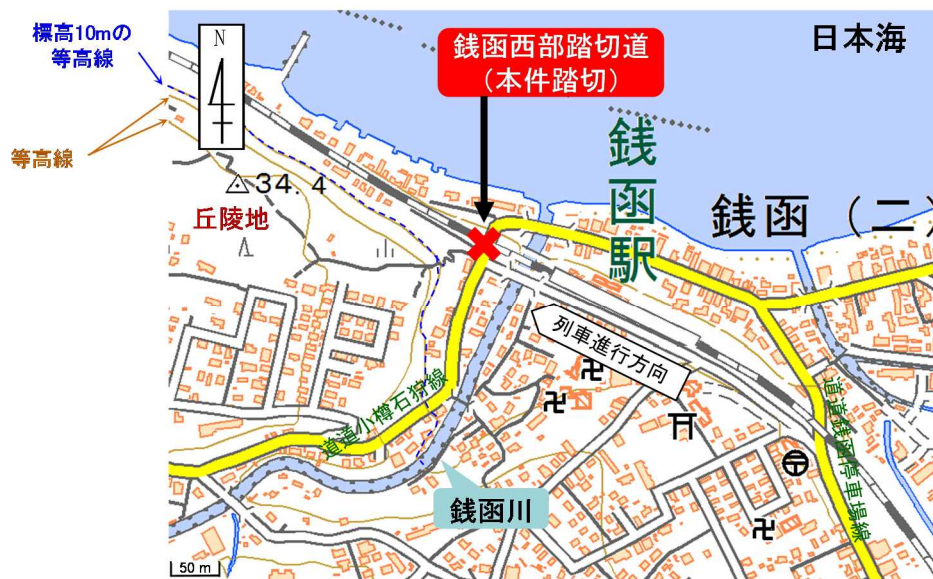 標高10mの
等高線
等高線
N
34.4
丘陵地
銭函西部踏切道
(本件踏切)
日本海
銭函駅
銭函(二)
列車進行方向
道道小樽石狩線
道道銭函停車場線
銭函川
50 m